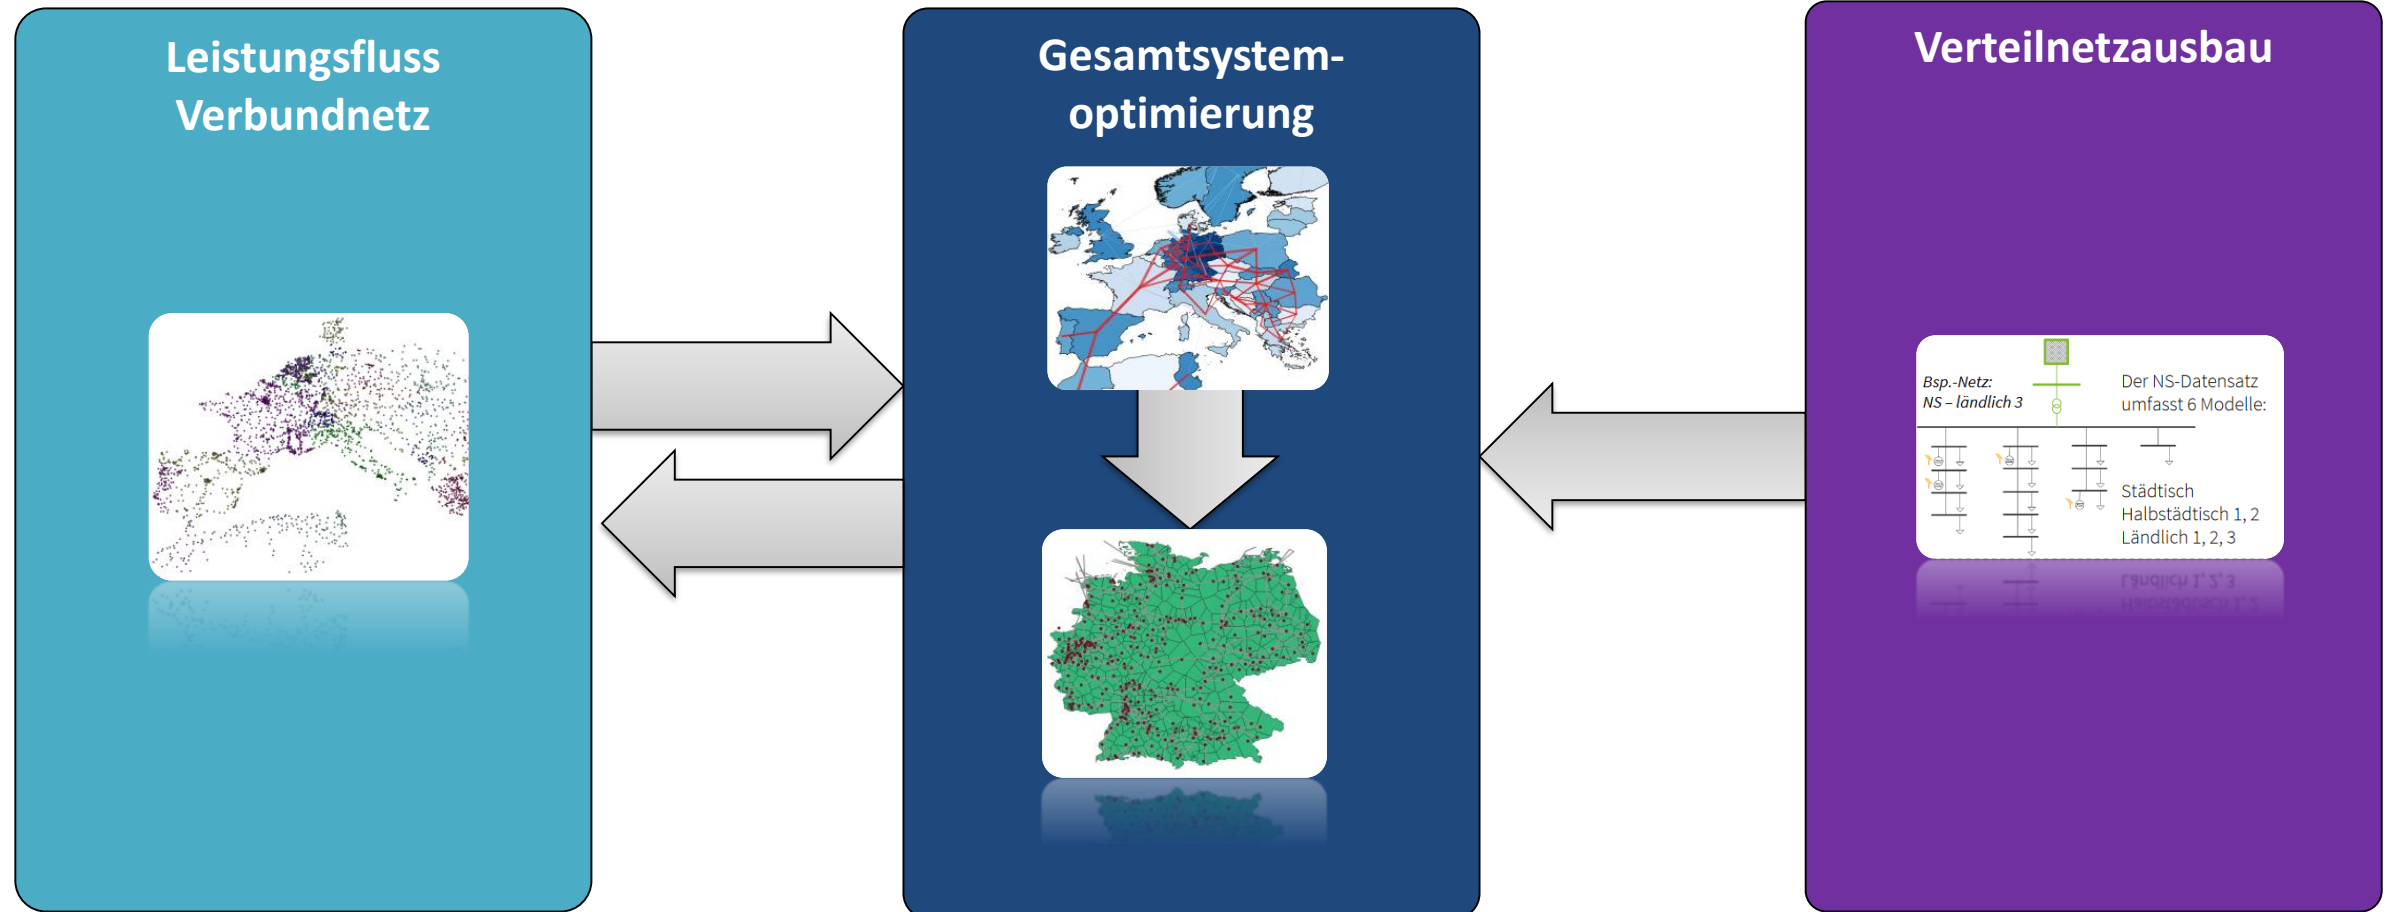 Leistungsfluss
Verbundnetz
Gesamtsystem-
optimierung
Verteilnetzausbau
Bsp.-Netz:
NS – ländlich 3
Der NS-Datensatz
umfasst 6 Modelle:
Städtisch
Halbstädtisch 1, 2
Ländlich 1, 2, 3